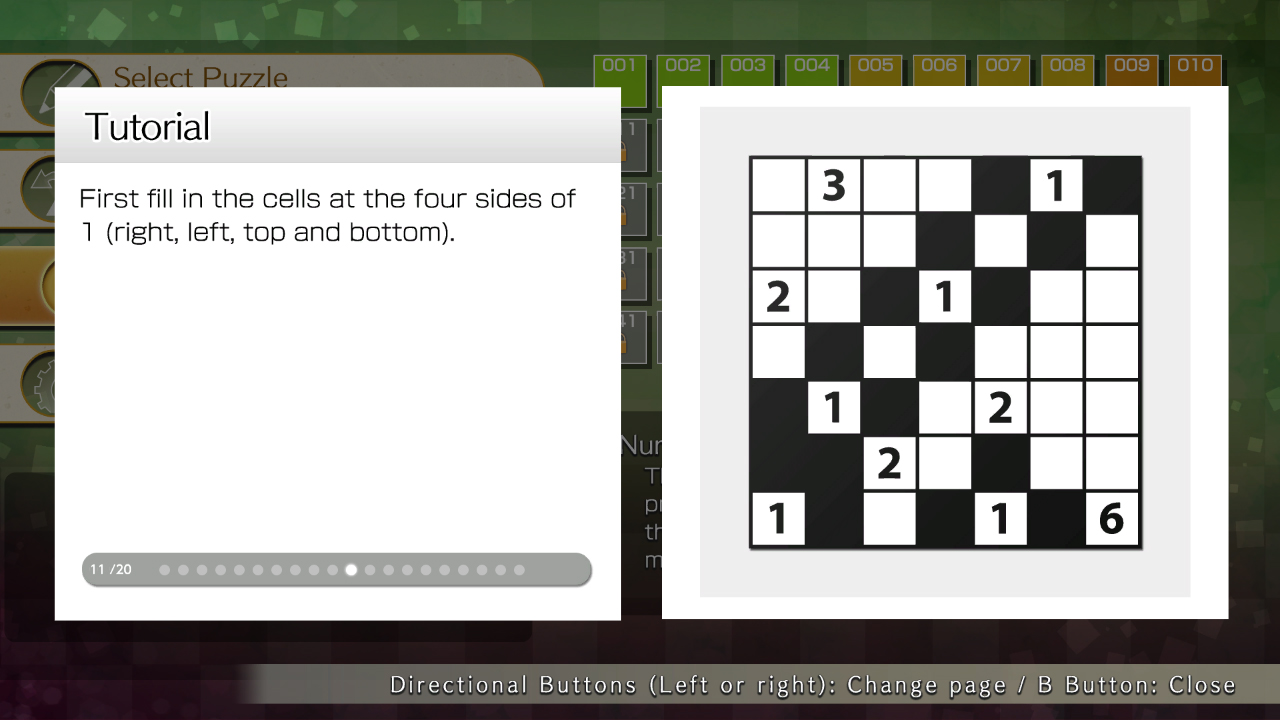 Select Puzzle
001 002 003 004 005 006 007 008 009 010
Tutorial
First fill in the cells at the four sides of
1 (right, left, top and bottom).
3 1
2 1
1 2
2
1 1 6
11 /20
Directional Buttons (Left or right): Change page / B Button: Close